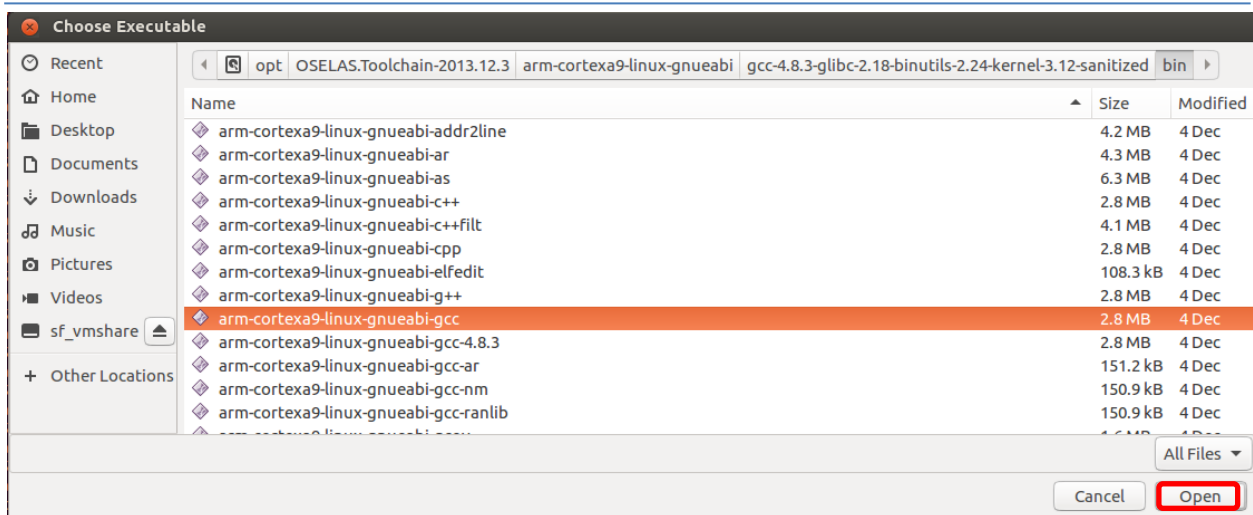 Choose Executable
Recent
Home
Desktop
Documents
Downloads
Music
Pictures
Videos
sf_vmshare
+ Other Locations
opt OSELAS.Toolchain-2013.12.3 arm-cortexa9-linux-gnueabi gcc-4.8.3-glibc-2.18-binutils-2.24-kernel-3.12-sanitized bin
Name Size Modified
arm-cortexa9-linux-gnueabi-addr2line 4.2 MB 4 Dec
arm-cortexa9-linux-gnueabi-ar 4.3 MB 4 Dec
arm-cortexa9-linux-gnueabi-as 6.3 MB 4 Dec
arm-cortexa9-linux-gnueabi-c++ 2.8 MB 4 Dec
arm-cortexa9-linux-gnueabi-c++filt 4.1 MB 4 Dec
arm-cortexa9-linux-gnueabi-cpp 2.8 MB 4 Dec
arm-cortexa9-linux-gnueabi-elfedit 108.3 kB 4 Dec
arm-cortexa9-linux-gnueabi-g++ 2.8 MB 4 Dec
arm-cortexa9-linux-gnueabi-gcc 2.8 MB 4 Dec
arm-cortexa9-linux-gnueabi-gcc-4.8.3 2.8 MB 4 Dec
arm-cortexa9-linux-gnueabi-gcc-ar 151.2 kB 4 Dec
arm-cortexa9-linux-gnueabi-gcc-nm 150.9 kB 4 Dec
arm-cortexa9-linux-gnueabi-gcc-ranlib 150.9 kB 4 Dec
All Files
Cancel Open